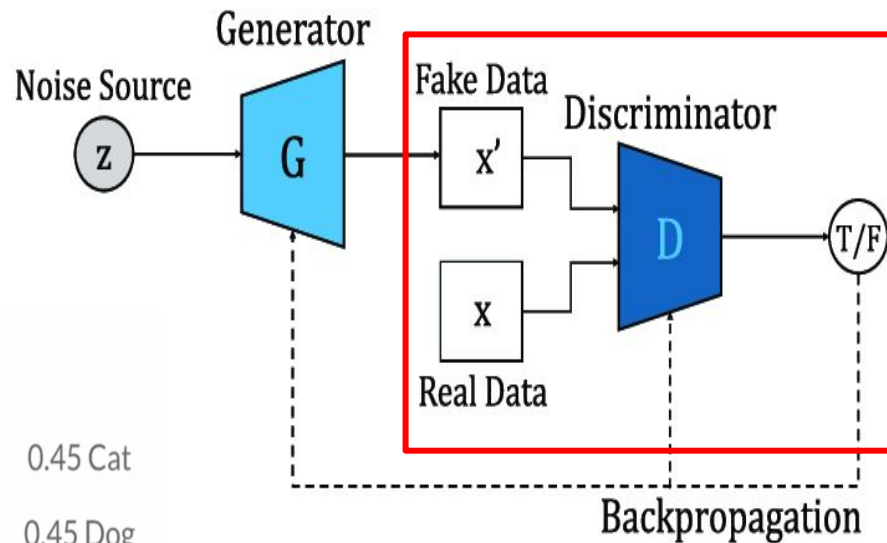 Generator
Noise Source
Fake Data
Discriminator
z
G
x'
D
T/F
x
Real Data
0.45 Cat
0.45 Dog
Backpropagation